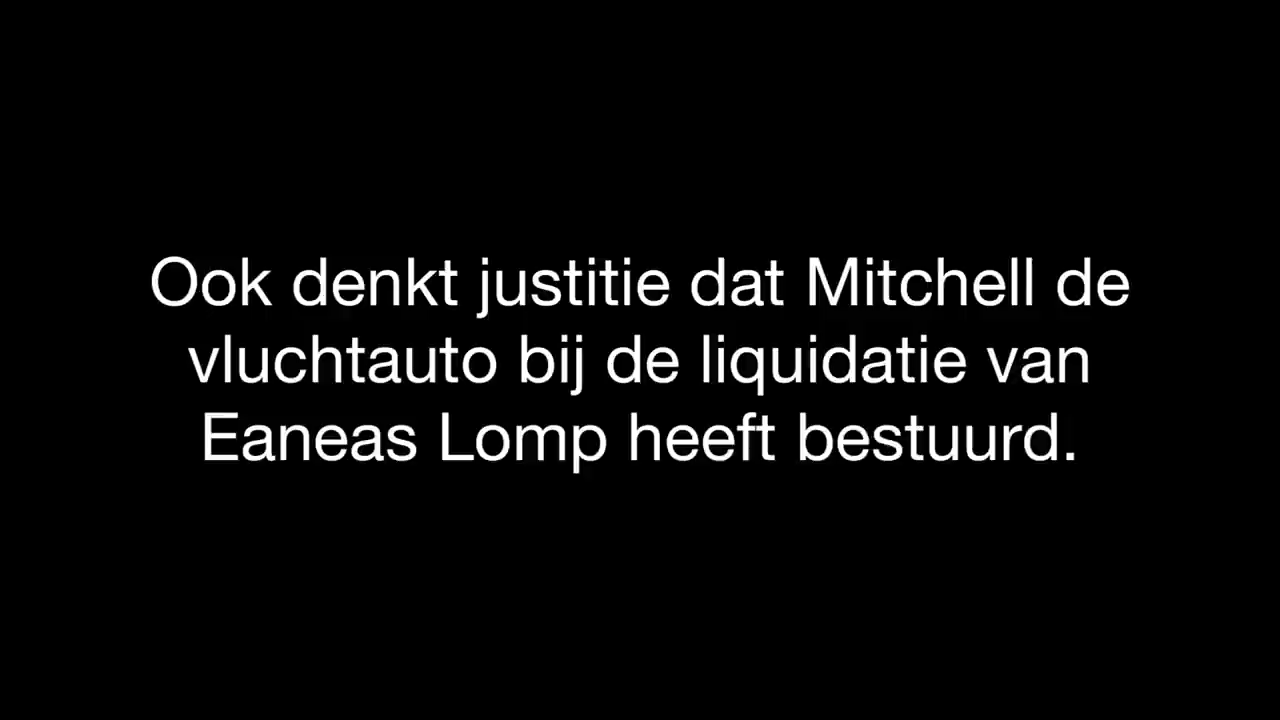 Ook denkt justitie dat Mitchell de
vluchtauto bij de liquidatie van
Eaneas Lomp heeft bestuurd.